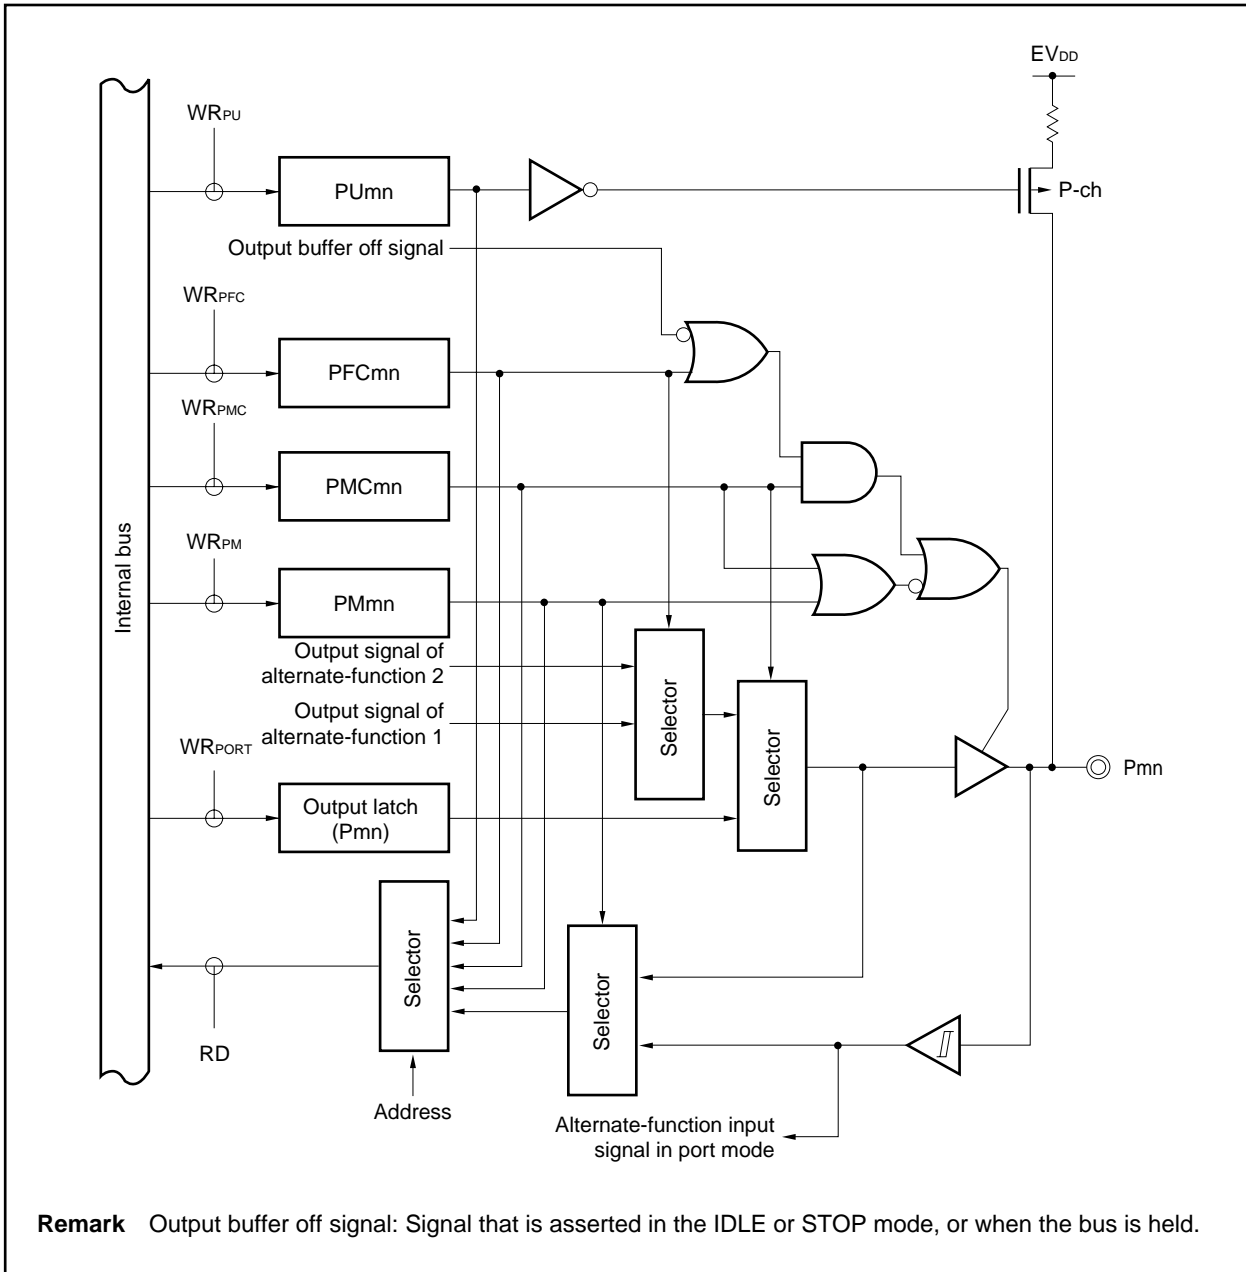 EVDD
WRPU
PUmn
P-ch
Output buffer off signal
WRPFC
PFCmn
WRPMC
PMCmn
Internal bus
WRPM
PMmn
Output signal of
alternate-function 2
Output signal of
alternate-function 1
Selector
Selector
WRPORT
Pmn
Output latch
(Pmn)
Selector
Selector
RD
Address
Alternate-function input
signal in port mode
Remark Output buffer off signal: Signal that is asserted in the IDLE or STOP mode, or when the bus is held.